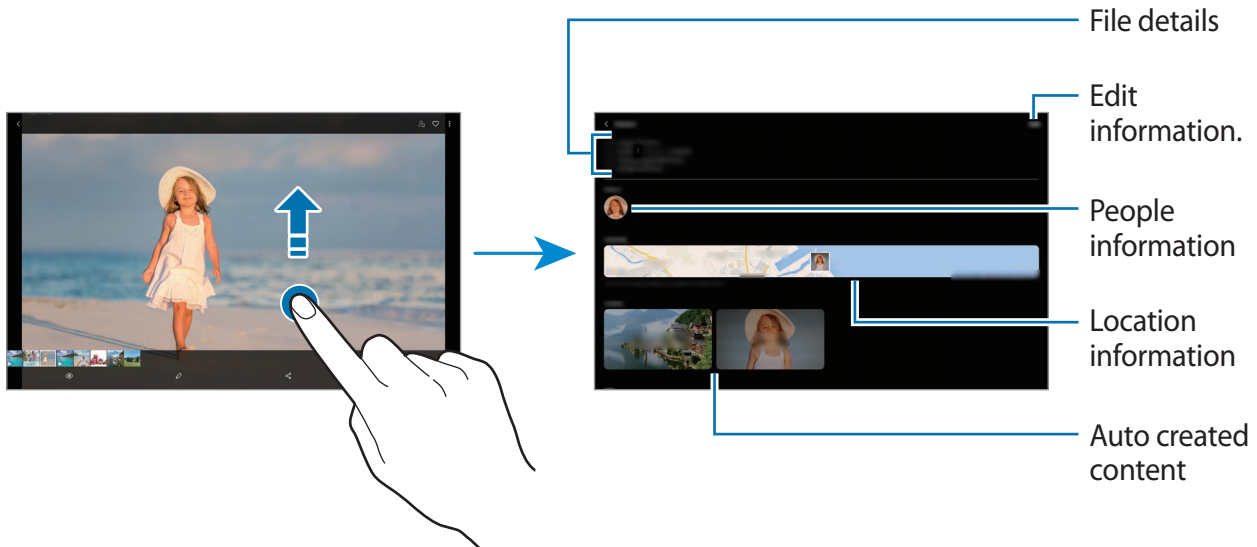 File details
Edit
information.
People
information
Location
information
Auto created
content